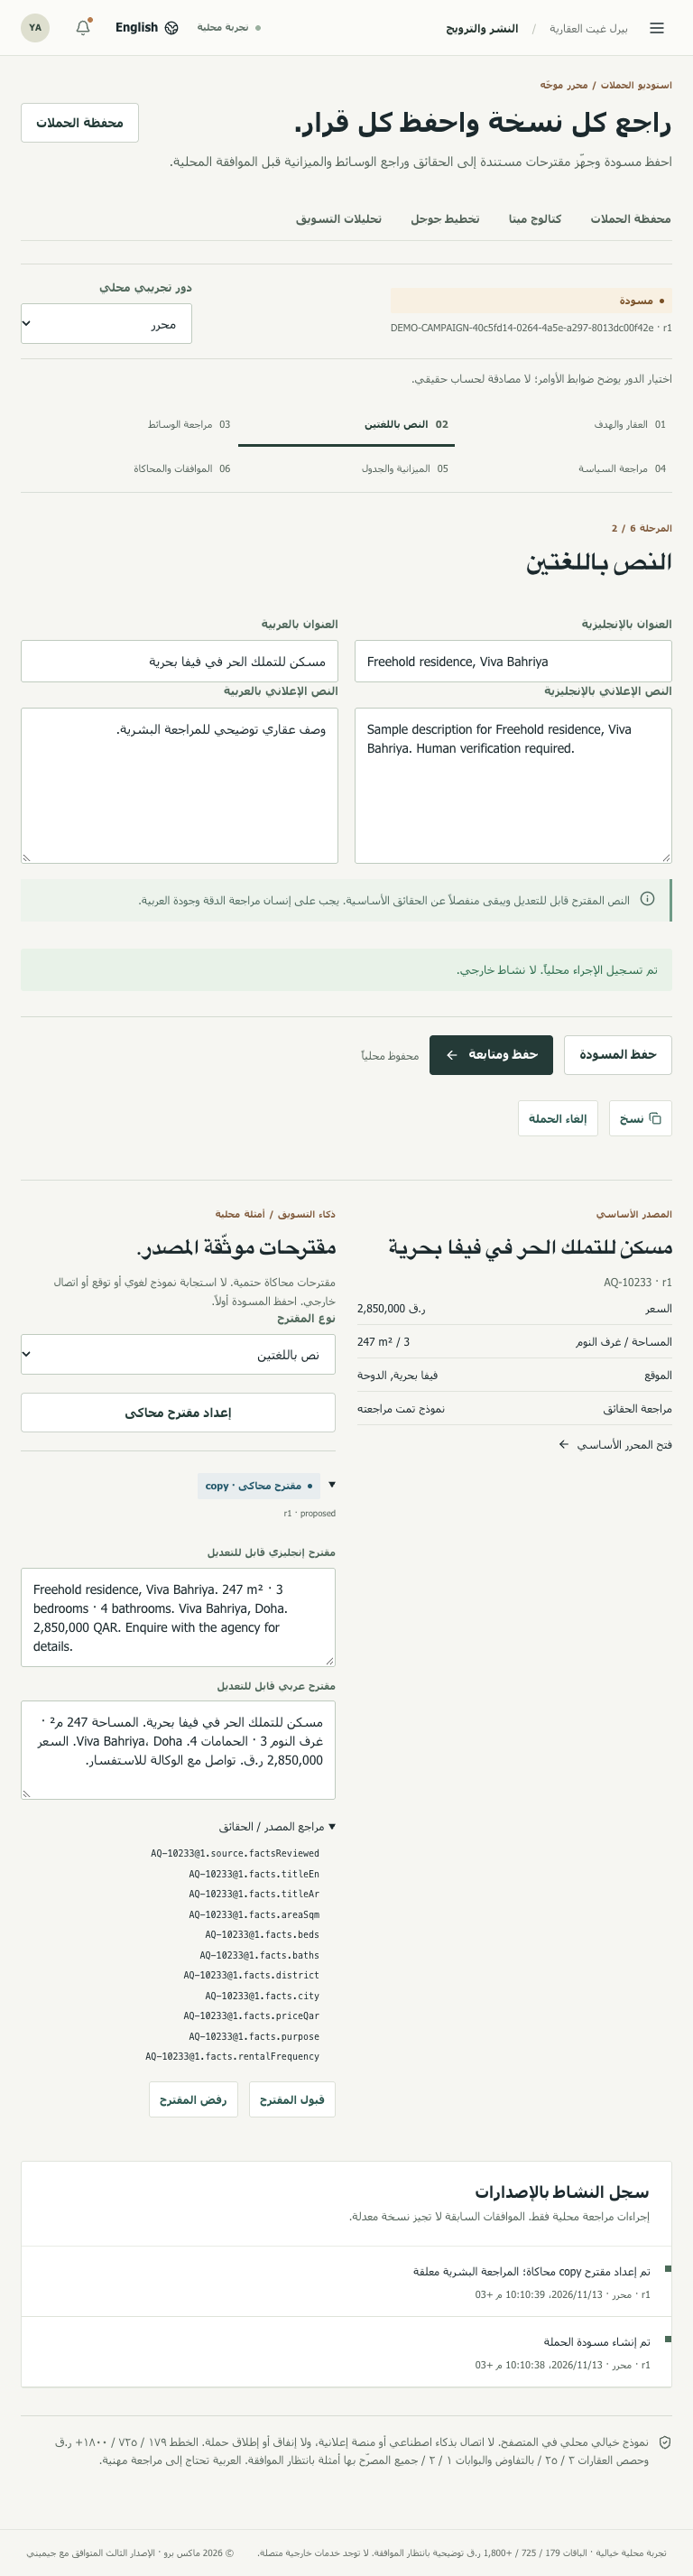 بيرل غيت العقارية / النشر والترويج
تجربة محلية
English
YA
استوديو الحملات / محرر موجّه
راجع كل نسخة واحفظ كل قرار.
محفظة الحملات
احفظ مسودة وجهّز مقترحات مستندة إلى الحقائق وراجع الوسائط والميزانية قبل الموافقة المحلية.
محفظة الحملات
كتالوج ميتا
تخطيط جوجل
تحليلات التسويق
مسودة
DEMO-CAMPAIGN-40c5fd14-0264-4a5e-a297-8013dc00f42e · r1
دور تجريبي محلي
محرر
اختيار الدور يوضح ضوابط الأوامر؛ لا مصادقة لحساب حقيقي.
01 العقار والهدف
02 النص باللغتين
03 مراجعة الوسائط
04 مراجعة السياسة
05 الميزانية والجدول
06 الموافقات والمحاكاة
المرحلة 6 / 2
النص باللغتين
العنوان بالإنجليزية
Freehold residence, Viva Bahriya
العنوان بالعربية
مسكن للتملك الحر في فيفا بحرية
النص الإعلاني بالإنجليزية
Sample description for Freehold residence, Viva
Bahriya. Human verification required.
النص الإعلاني بالعربية
وصف عقاري توضيحي للمراجعة البشرية.
النص المقترح قابل للتعديل ويبقى منفصلاً عن الحقائق الأساسية. يجب على إنسان مراجعة الدقة وجودة العربية.
تم تسجيل الإجراء محلياً. لا نشاط خارجي.
حفظ المسودة
حفظ ومتابعة
محفوظ محلياً
نسخ
إلغاء الحملة
المصدر الأساسي
مسكن للتملك الحر في فيفا بحرية
AQ-10233 · r1
السعر
2,850,000 ر.ق
المساحة / غرف النوم
247 m² / 3
الموقع
فيفا بحرية, الدوحة
مراجعة الحقائق
نموذج تمت مراجعته
فتح المحرر الأساسي
ذكاء التسويق / أمثلة محلية
مقترحات موثّقة المصدر.
مقترحات محاكاة حتمية. لا استجابة نموذج لغوي أو توقع أو اتصال
خارجي. احفظ المسودة أولاً.
نوع المقترح
نص باللغتين
إعداد مقترح محاكى
مقترح محاكى · copy
r1 · proposed
مقترح إنجليزي قابل للتعديل
Freehold residence, Viva Bahriya. 247 m² · 3
bedrooms · 4 bathrooms. Viva Bahriya, Doha.
2,850,000 QAR. Enquire with the agency for
details.
مقترح عربي قابل للتعديل
مسكن للتملك الحر في فيفا بحرية. المساحة 247 م² ·
غرف النوم 3 · الحمامات 4. Viva Bahriya، Doha. السعر
2,850,000 ر.ق. تواصل مع الوكالة للاستفسار.
مراجع المصدر / الحقائق
AQ-10233@1.source.factsReviewed
AQ-10233@1.facts.titleEn
AQ-10233@1.facts.titleAr
AQ-10233@1.facts.areaSqm
AQ-10233@1.facts.beds
AQ-10233@1.facts.baths
AQ-10233@1.facts.district
AQ-10233@1.facts.city
AQ-10233@1.facts.priceQar
AQ-10233@1.facts.purpose
AQ-10233@1.facts.rentalFrequency
قبول المقترح
رفض المقترح
سجل النشاط بالإصدارات
إجراءات مراجعة محلية فقط. الموافقات السابقة لا تجيز نسخة معدلة.
تم إعداد مقترح copy محاكاة؛ المراجعة البشرية معلقة
r1 · محرر · 2026/11/13، 10:10:39 م +03
تم إنشاء مسودة الحملة
r1 · محرر · 2026/11/13، 10:10:38 م +03
نموذج خيالي محلي في المتصفح. لا اتصال بذكاء اصطناعي أو منصة إعلانية، ولا إنفاق أو إطلاق حملة. الخطط ١٧٩ / ٧٢٥ / ١٨٠٠+ ر.ق
وحصص العقارات ٣ / ٢٥ / بالتفاوض والبوابات ١ / ٢ / جميع المصرّح بها أمثلة بانتظار الموافقة. العربية تحتاج إلى مراجعة مهنية.
تجربة محلية خيالية · الباقات 179 / 725 / +1,800 ر.ق توضيحية بانتظار الموافقة. لا توجد خدمات خارجية متصلة.
© 2026 ماكس برو · الإصدار الثالث المتوافق مع جيميني